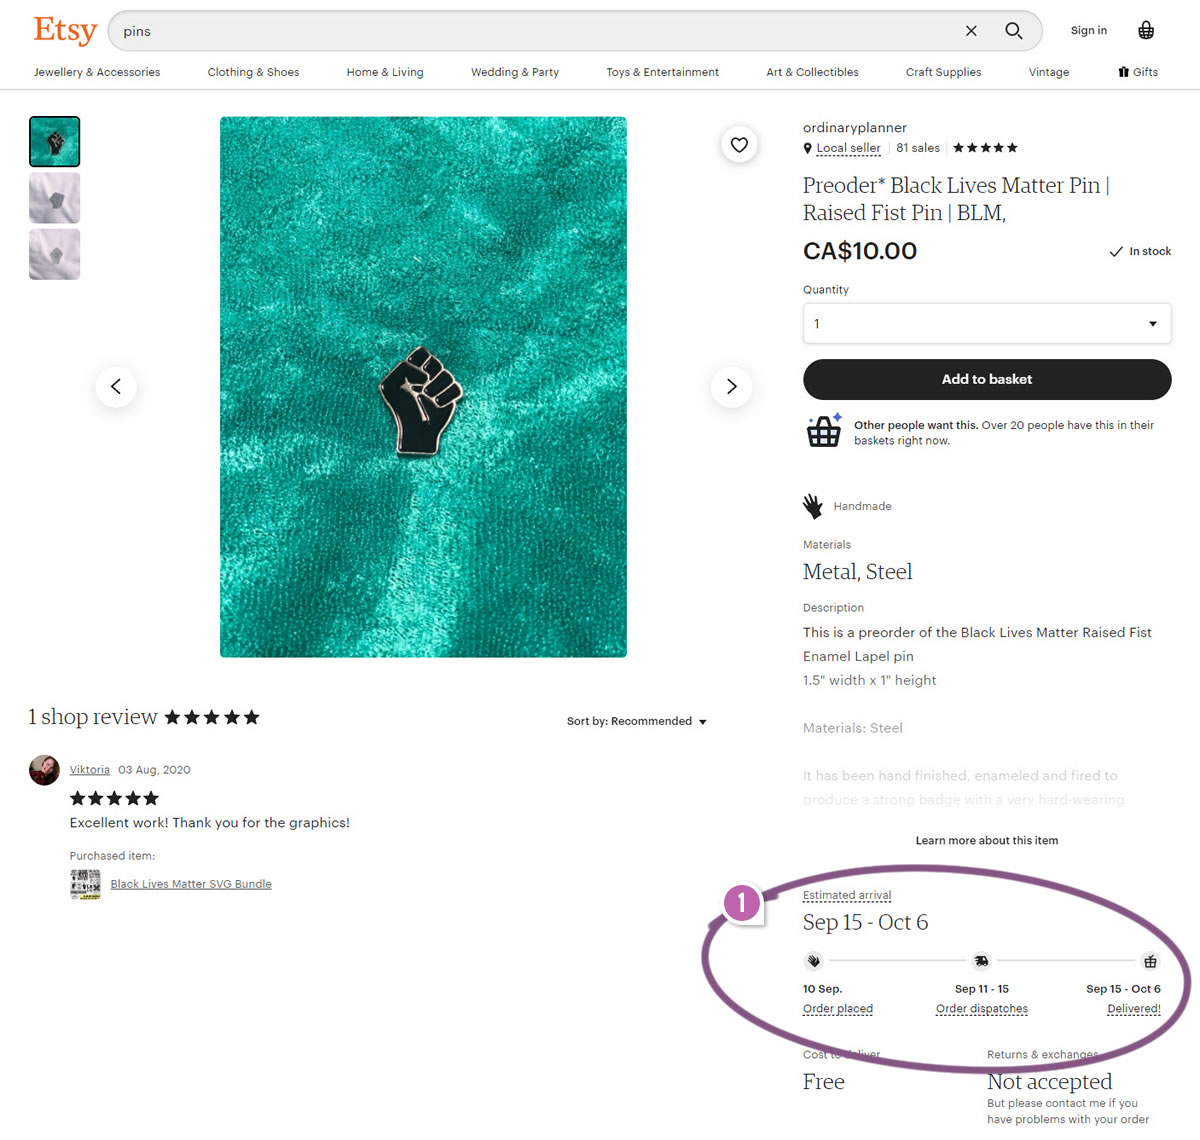 Etsy
pins
Sign in
Jewellery & Accessories
Clothing & Shoes
Home & Living
Wedding & Party
Toys & Entertainment
Art & Collectibles
Craft Supplies
Vintage
Gifts
ordinaryplanner
Local seller
81 sales
Preoder* Black Lives Matter Pin |
Raised Fist Pin | BLM,
CA$10.00
In stock
Quantity
1
Add to basket
Other people want this. Over 20 people have this in their
baskets right now.
Handmade
Materials
Metal, Steel
Description
This is a preorder of the Black Lives Matter Raised Fist
Enamel Lapel pin
1.5" width x 1" height
Materials: Steel
It has been hand finished, enameled and fired to
produce a strong badge with a very hard-wearing
Learn more about this item
1 shop review
Sort by: Recommended
Viktoria 03 Aug, 2020
Excellent work! Thank you for the graphics!
Purchased item:
Black Lives Matter SVG Bundle
1
Estimated arrival
Sep 15 - Oct 6
10 Sep.
Order placed
Sep 11 - 15
Order dispatches
Sep 15 - Oct 6
Delivered!
Cost to deliver
Free
Returns & exchanges
Not accepted
But please contact me if you
have problems with your order